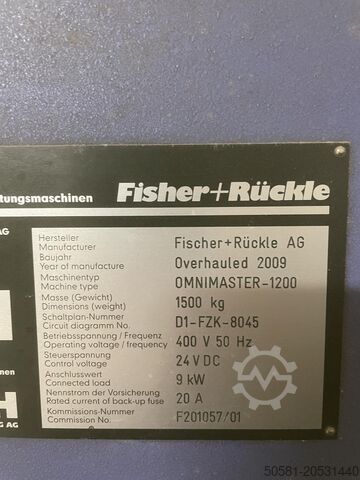 tungsmaschinen Fisher+Rückle
AG
Hersteller
Manufacturer Fischer+Rückle AG
Baujahr
Year of manufacture Overhauled 2009
Maschinentyp
Machine type OMNIMASTER-1200
Masse (Gewicht)
Dimensions (weight) 1500 kg
Schaltplan-Nummer
Circuit diagramm No. D1-FZK-8045
Betriebsspannung / Frequenz
Operating voltage / frequency 400 V 50 Hz
Steuerspannung
Control voltage 24 V DC
Anschlusswert
Connected load 9 kW
Nennstrom der Versicherung
Rated current of back-up fuse 20 A
Kommissions-Nummer
Commission No. F201057/01
nen
H
G AG
50581-20531440